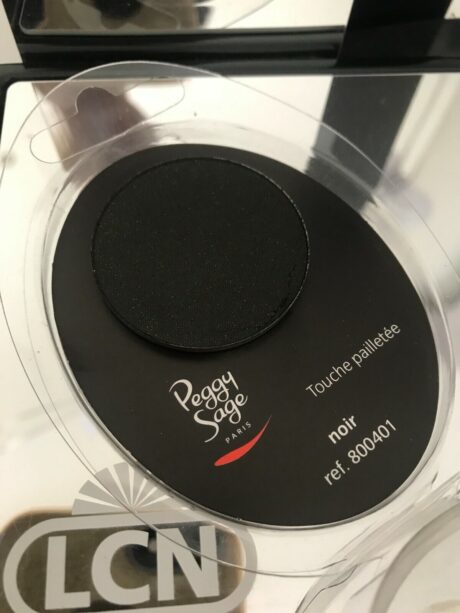 Peggy
Sage
PARIS
Touche pailletée
noir
ref. 800401
LCN